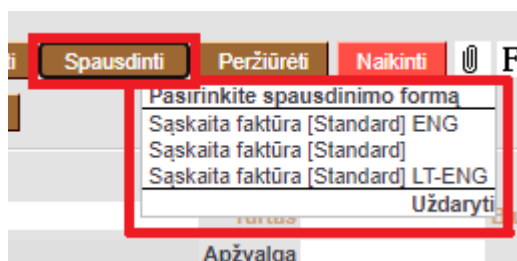 Spausdinti Peržiūrėti Naikinti
Pasirinkite spausdinimo formą
Sąskaita faktūra [Standard] ENG
Sąskaita faktūra [Standard]
Sąskaita faktūra [Standard] LT-ENG
Uždaryti
Turtas
Apžvalga